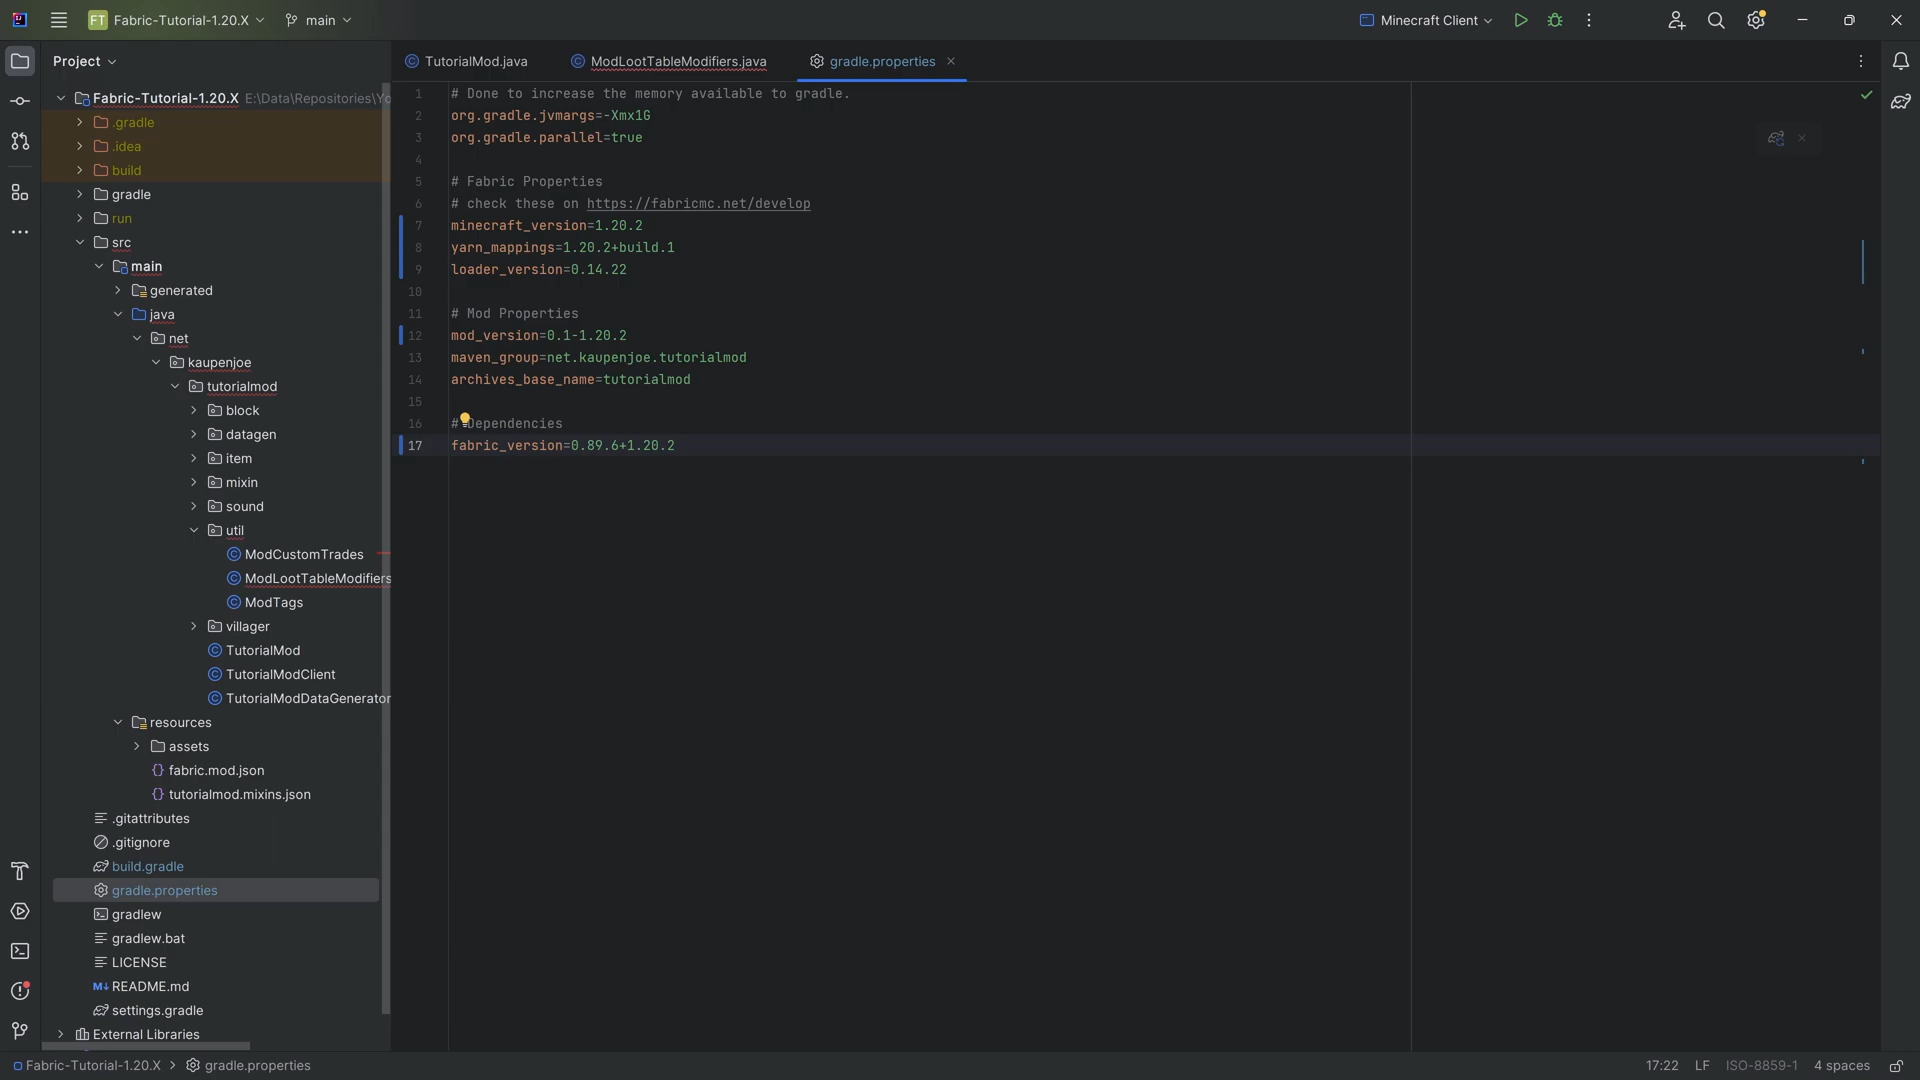 FT Fabric-Tutorial-1.20.X main Minecraft Client
Project
TutorialMod.java ModLootTableModifiers.java gradle.properties
Fabric-Tutorial-1.20.X E:\Data\Repositories\Yo
.gradle
.idea
build
gradle
run
src
main
generated
java
net
kaupenjoe
tutorialmod
block
datagen
item
mixin
sound
util
ModCustomTrades
ModLootTableModifiers
ModTags
villager
TutorialMod
TutorialModClient
TutorialModDataGenerator
resources
assets
fabric.mod.json
tutorialmod.mixins.json
.gitattributes
.gitignore
build.gradle
gradle.properties
gradlew
gradlew.bat
LICENSE
M↓ README.md
settings.gradle
External Libraries
1 # Done to increase the memory available to gradle.
2 org.gradle.jvmargs=-Xmx1G
3 org.gradle.parallel=true
4
5 # Fabric Properties
6 # check these on https://fabricmc.net/develop
7 minecraft_version=1.20.2
8 yarn_mappings=1.20.2+build.1
9 loader_version=0.14.22
10
11 # Mod Properties
12 mod_version=0.1-1.20.2
13 maven_group=net.kaupenjoe.tutorialmod
14 archives_base_name=tutorialmod
15
16 # Dependencies
17 fabric_version=0.89.6+1.20.2
Fabric-Tutorial-1.20.X > gradle.properties 17:22 LF ISO-8859-1 4 spaces